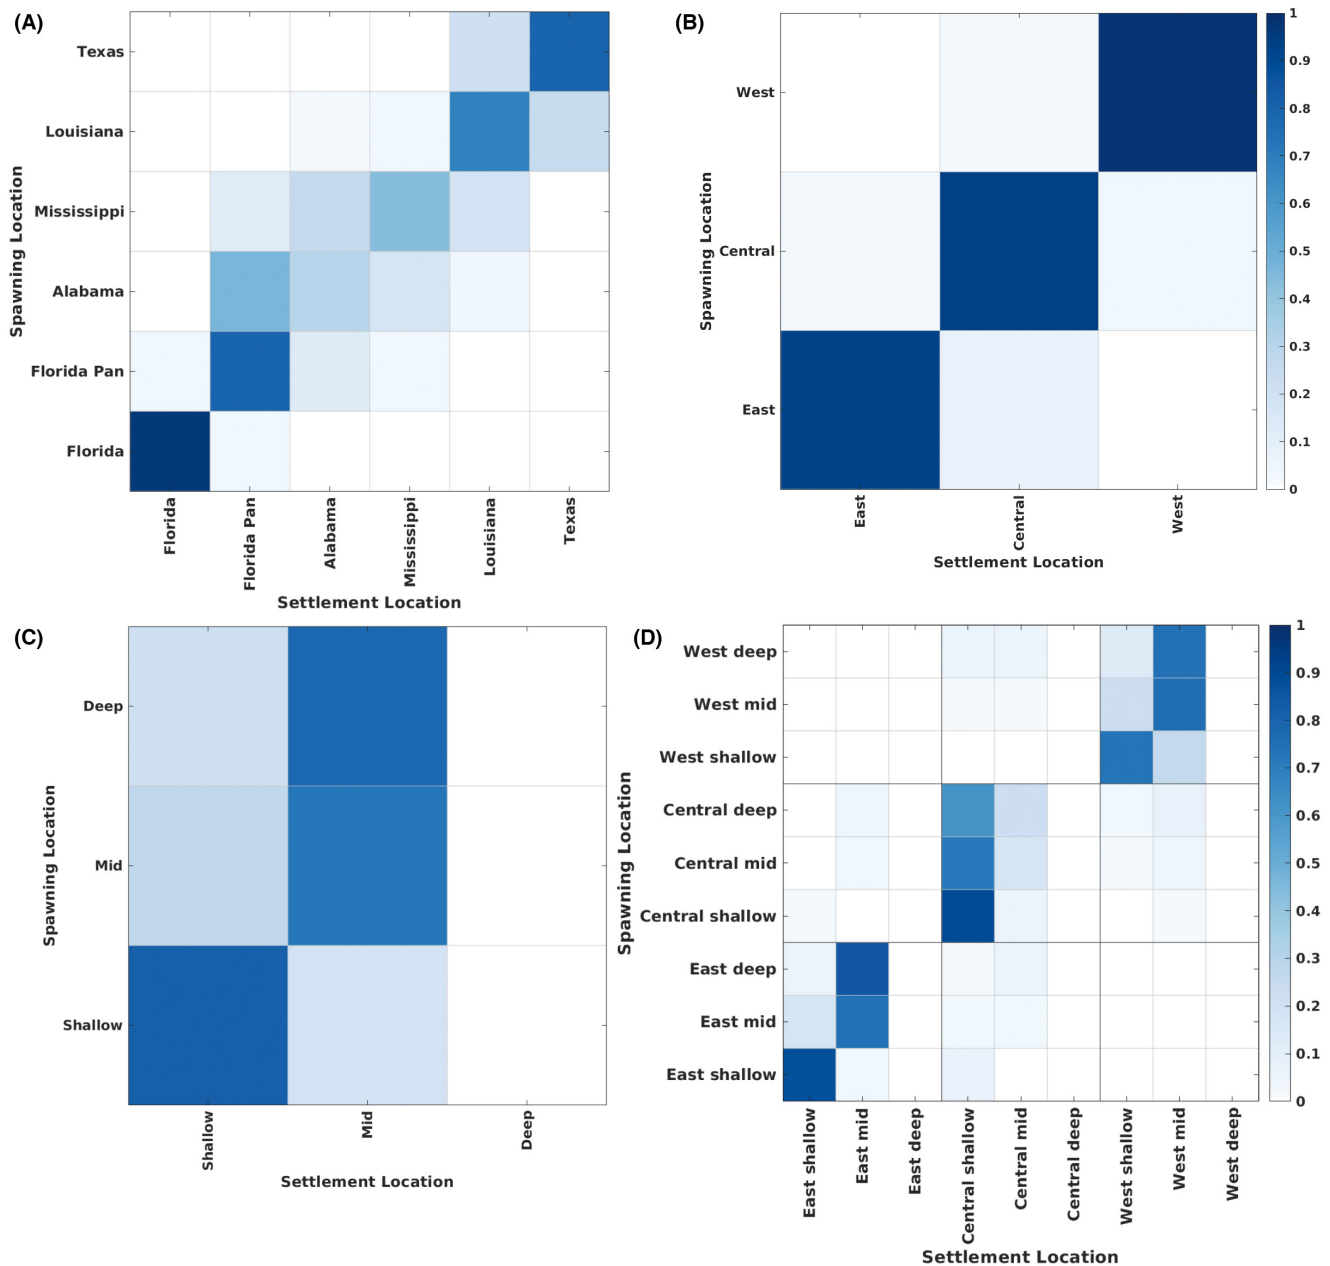 (A)
Spawning Location
Texas
Louisiana
Mississippi
Alabama
Florida Pan
Florida
Florida
Florida Pan
Alabama
Mississippi
Louisiana
Texas
Settlement Location
(B)
Spawning Location
West
Central
East
East
Central
West
Settlement Location
1
0.9
0.8
0.7
0.6
0.5
0.4
0.3
0.2
0.1
0
(C)
Spawning Location
Deep
Mid
Shallow
Shallow
Mid
Deep
Settlement Location
(D)
Spawning Location
West deep
West mid
West shallow
Central deep
Central mid
Central shallow
East deep
East mid
East shallow
East shallow
East mid
East deep
Central shallow
Central mid
Central deep
West shallow
West mid
West deep
Settlement Location
1
0.9
0.8
0.7
0.6
0.5
0.4
0.3
0.2
0.1
0